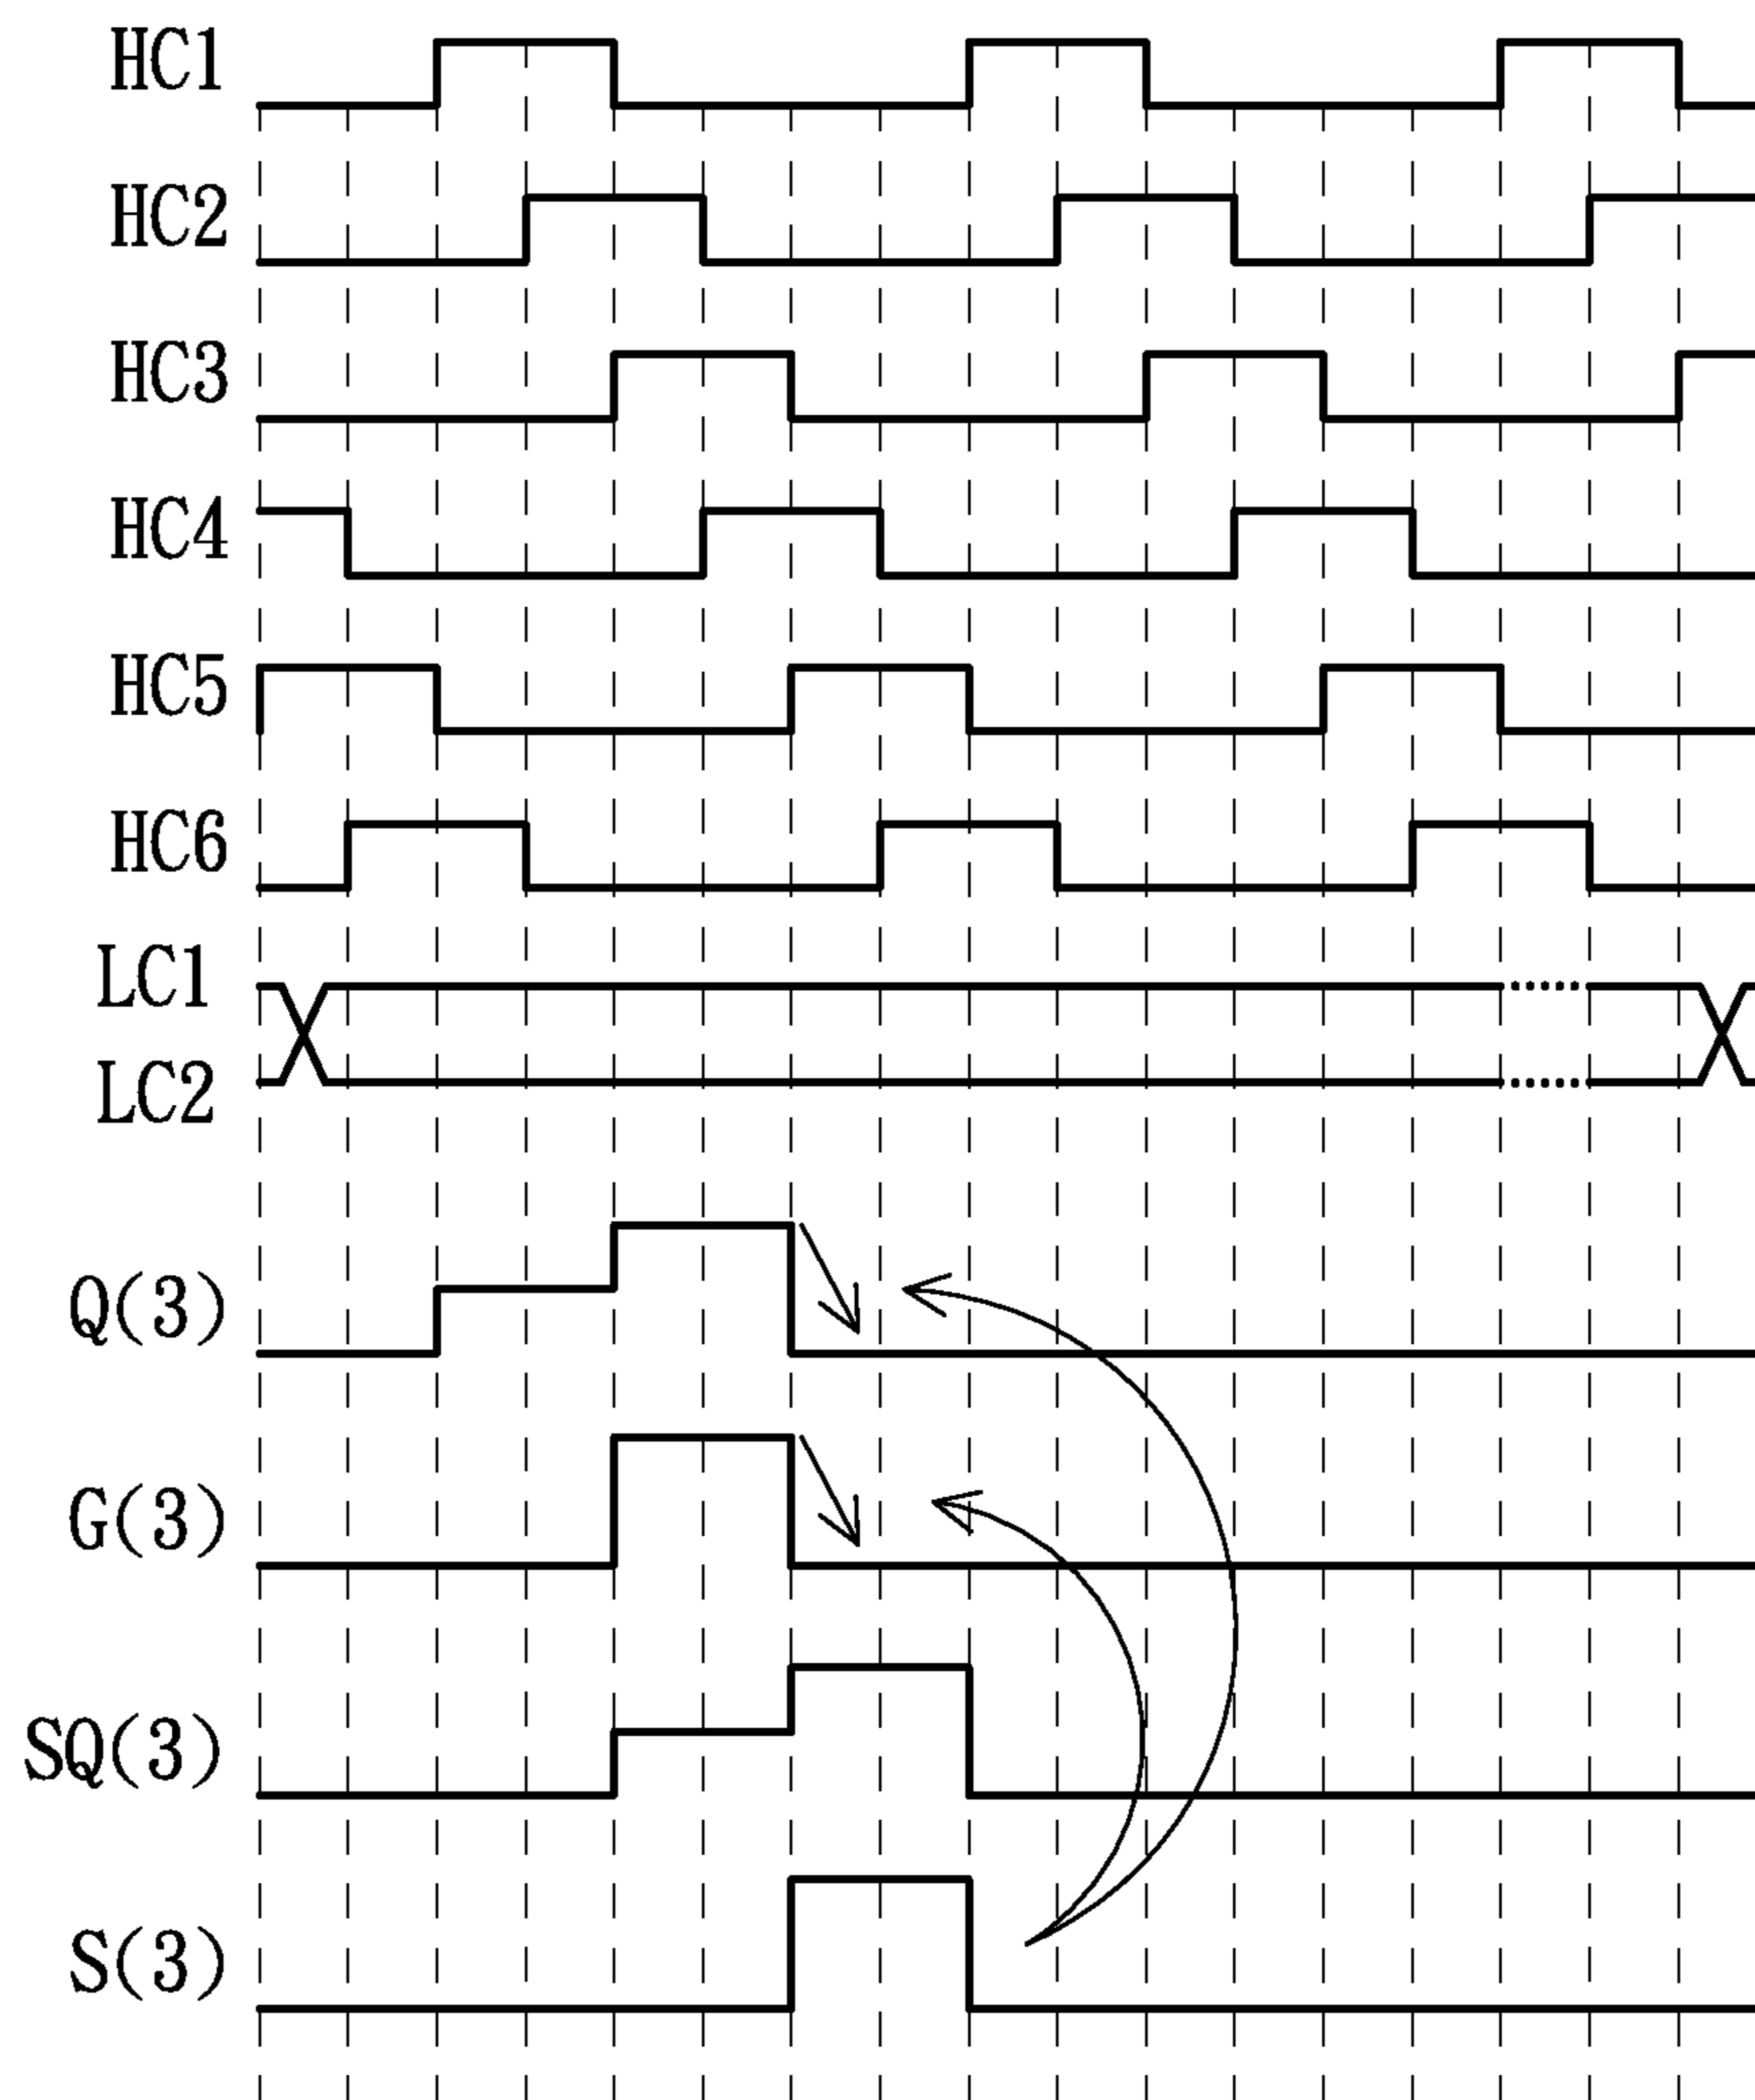 HC1
HC2
HC3
HC4
HC5
HC6
LC1
LC2
Q(3)
G(3)
SQ(3)
S(3)